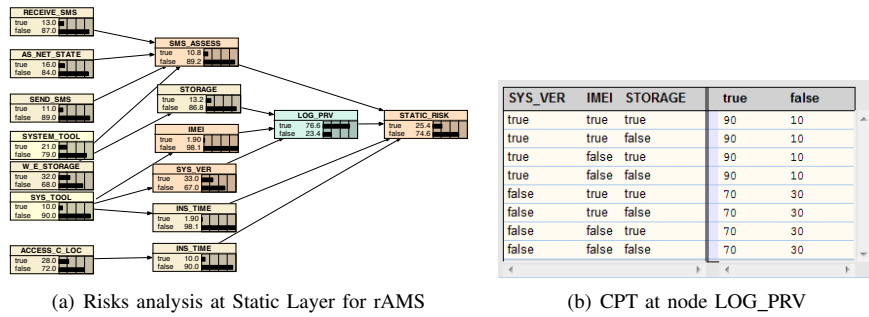 RECEIVE_SMS
true 13.0
false 87.0
AS_NET_STATE
true 16.0
false 84.0
SEND_SMS
true 11.0
false 89.0
SYSTEM_TOOL
true 21.0
false 79.0
W_E_STORAGE
true 32.0
false 68.0
SYS_TOOL
true 10.0
false 90.0
ACCESS_C_LOC
true 28.0
false 72.0
SMS_ASSESS
true 10.8
false 89.2
STORAGE
true 13.2
false 86.8
IMEI
true 1.90
false 98.1
SYS_VER
true 33.0
false 67.0
INS_TIME
true 1.90
false 98.1
INS_TIME
true 10.0
false 90.0
LOG_PRV
true 76.6
false 23.4
STATIC_RISK
true 25.4
false 74.6
(a) Risks analysis at Static Layer for rAMS
SYS_VER IMEI STORAGE true false
true true true 90 10
true true false 90 10
true false true 90 10
true false false 90 10
false true true 70 30
false true false 70 30
false false true 70 30
false false false 70 30
(b) CPT at node LOG_PRV